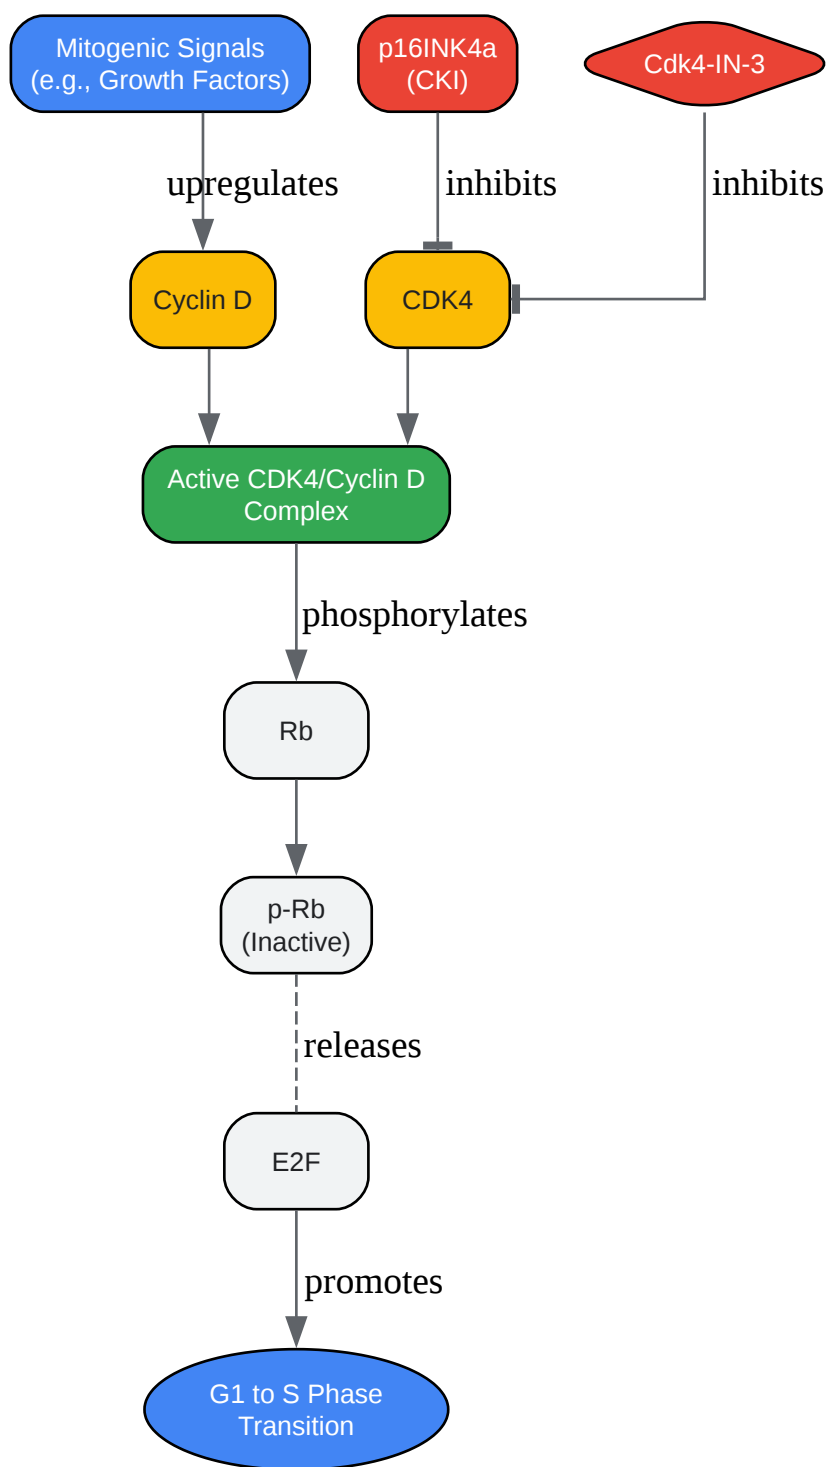 Mitogenic Signals
(e.g., Growth Factors)
p16INK4a
(CKI)
Cdk4-IN-3
upregulates
inhibits
inhibits
Cyclin D
CDK4
Active CDK4/Cyclin D
Complex
phosphorylates
Rb
p-Rb
(Inactive)
releases
E2F
promotes
G1 to S Phase
Transition